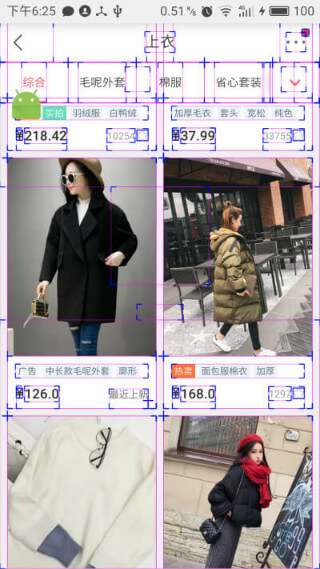 下午6:25 0.51 K/s 4G 100
上衣
综合 毛呢外套 棉服 省心套装
实拍 羽绒服 白鸭绒
加厚毛衣 套头 宽松 纯色
218.42 10254
37.99 33755
广告 中长款毛呢外套 廓形
热卖 面包服棉衣 加厚
126.0 最近上新
168.0 1297